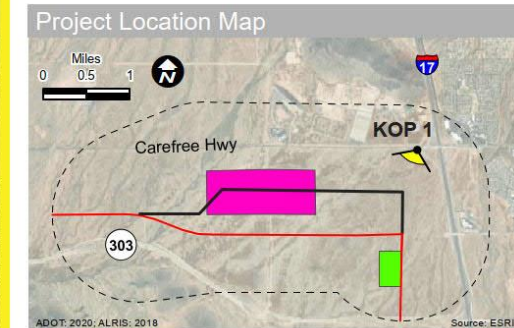 Project Location Map
Miles
0 0.5 1
N
17
KOP 1
Carefree Hwy
303
ADOT: 2020; ALRIS: 2018
Source: ESRI